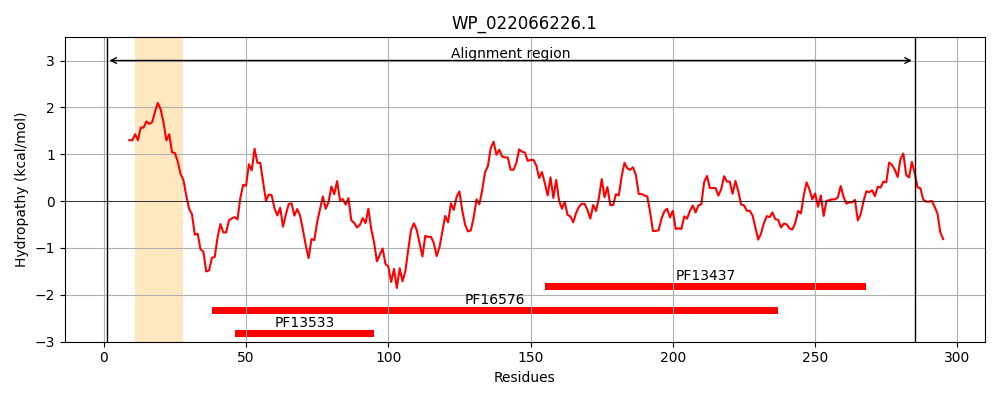 WP_022066226.1
Alignment region
Hydropathy (kcal/mol)
3
2
1
0
−1
−2
−3
PF13437
PF16576
PF13533
0 50 100 150 200 250 300
Residues